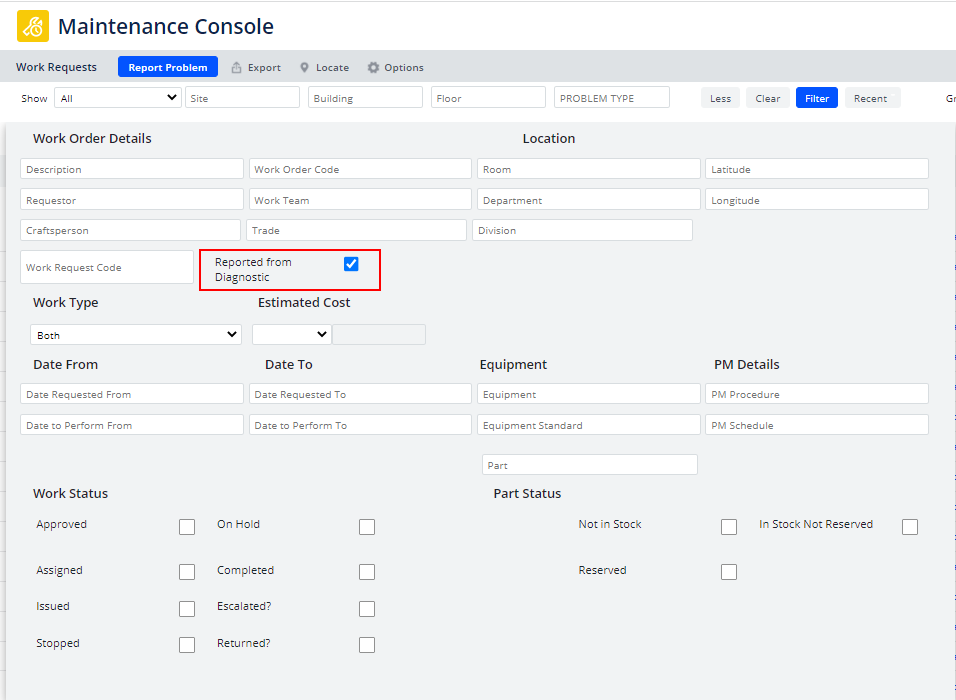 Maintenance Console
Work Requests Report Problem Export Locate Options
Show All Site Building Floor PROBLEM TYPE Less Clear Filter Recent
Work Order Details Location
Description Work Order Code Room Latitude
Requestor Work Team Department Longitude
Craftsperson Trade Division
Work Request Code Reported from
Diagnostic
Work Type Estimated Cost
Both
Date From Date To Equipment PM Details
Date Requested From Date Requested To Equipment PM Procedure
Date to Perform From Date to Perform To Equipment Standard PM Schedule
Part
Work Status Part Status
Approved On Hold Not in Stock In Stock Not Reserved
Assigned Completed Reserved
Issued Escalated?
Stopped Returned?